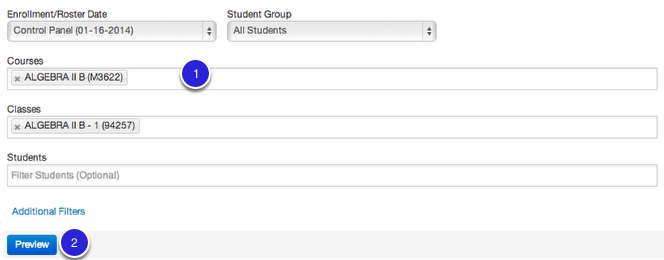 Enrollment/Roster Date Student Group
Control Panel (01-16-2014) All Students
Courses
× ALGEBRA II B (M3622) 1
Classes
× ALGEBRA II B - 1 (94257)
Students
Filter Students (Optional)
Additional Filters
Preview 2